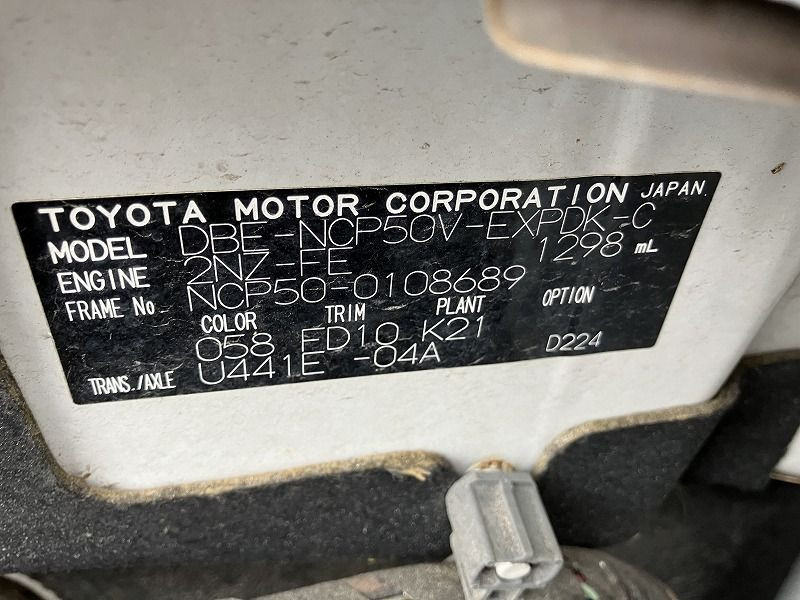 TOYOTA MOTOR CORPORATION JAPAN
MODEL DBE-NCP50V-EXPDK-C
ENGINE 2NZ-FE 1298 mL
FRAME No NCP50-0108689
COLOR TRIM PLANT OPTION
058 FD10 K21
TRANS./AXLE U441E -04A D224